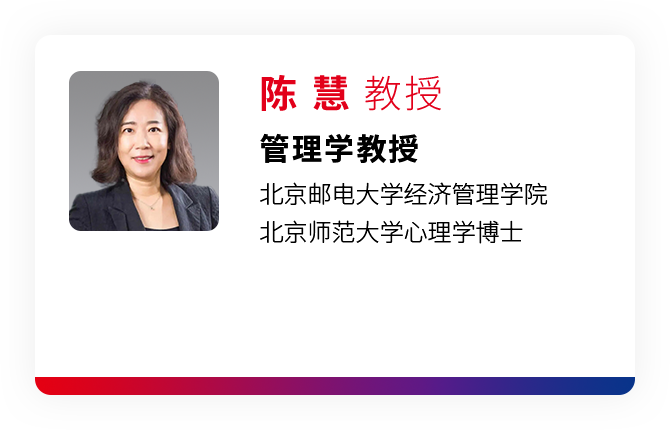 陈 慧 教授
管理学教授
北京邮电大学经济管理学院
北京师范大学心理学博士